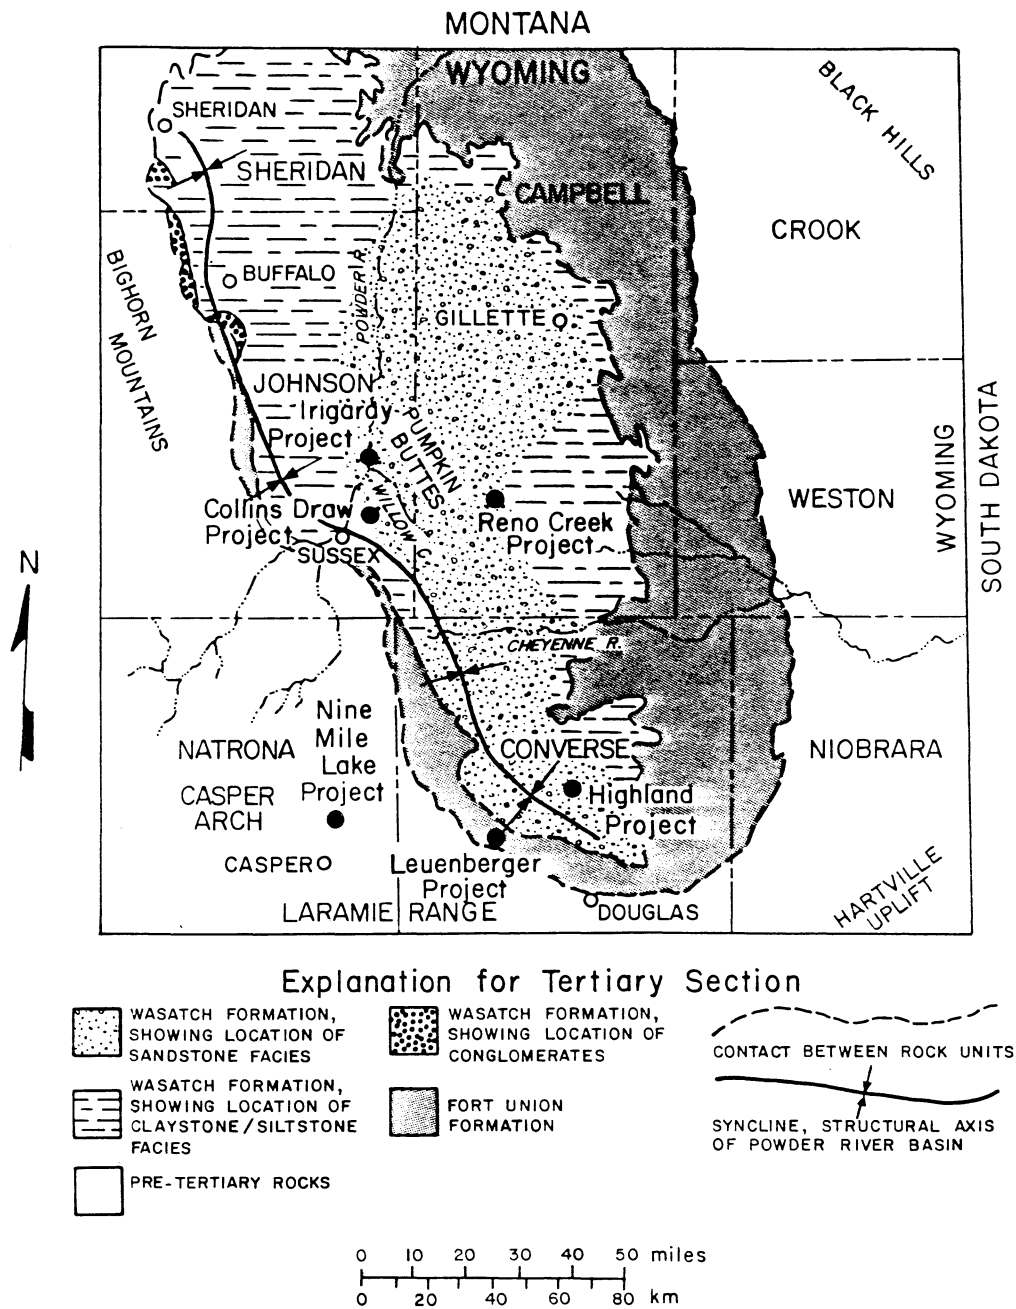 MONTANA
WYOMING
BLACK HILLS
SHERIDAN
SHERIDAN
CAMPBELL
CROOK
BIGHORN
MOUNTAINS
BUFFALO
POWDER R.
GILLETTE
JOHNSON
Irigardy
Project
PUMPKIN
BUTTES
WYOMING
SOUTH DAKOTA
WESTON
Collins Draw
Project
WILLOW C.
Reno Creek
Project
SUSSEX
N
CHEYENNE R.
Nine
Mile
Lake
Project
NATRONA
CONVERSE
NIOBRARA
CASPER
ARCH
Highland
Project
CASPER
Leuenberger
Project
HARTVILLE
UPLIFT
LARAMIE RANGE
DOUGLAS
Explanation for Tertiary Section
WASATCH FORMATION,
SHOWING LOCATION OF
SANDSTONE FACIES
WASATCH FORMATION,
SHOWING LOCATION OF
CONGLOMERATES
CONTACT BETWEEN ROCK UNITS
WASATCH FORMATION,
SHOWING LOCATION OF
CLAYSTONE/SILTSTONE
FACIES
FORT UNION
FORMATION
SYNCLINE, STRUCTURAL AXIS
OF POWDER RIVER BASIN
PRE-TERTIARY ROCKS
0 10 20 30 40 50 miles
0 20 40 60 80 km